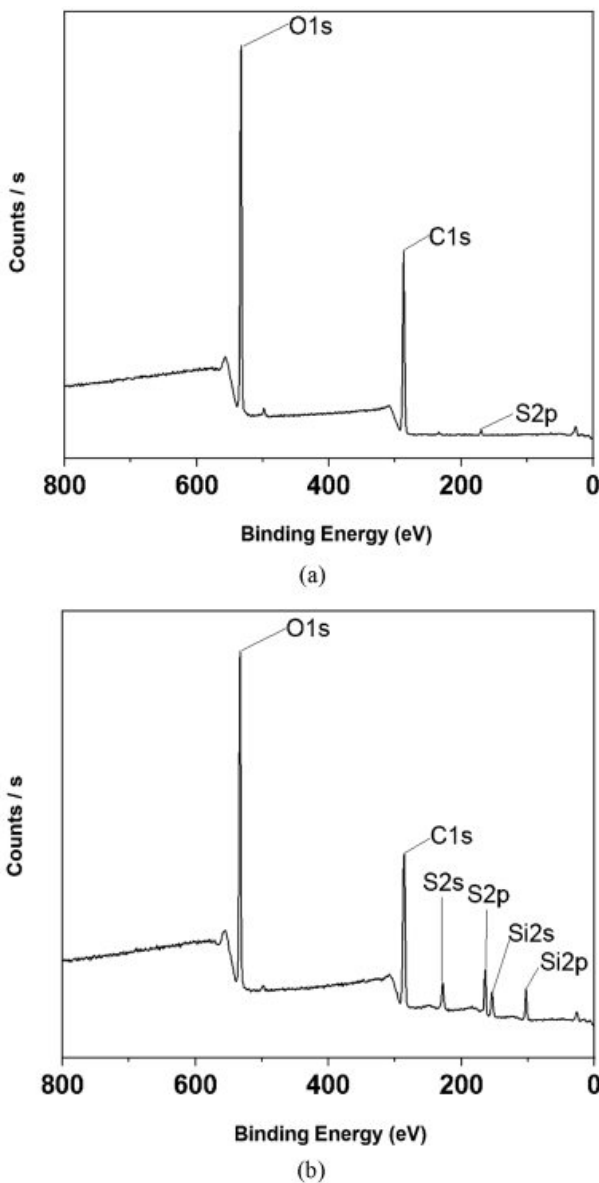 O1s
C1s
S2p
Counts / s
800 600 400 200 0
Binding Energy (eV)
(a)
O1s
C1s
S2s
S2p
Si2s
Si2p
Counts / s
800 600 400 200 0
Binding Energy (eV)
(b)